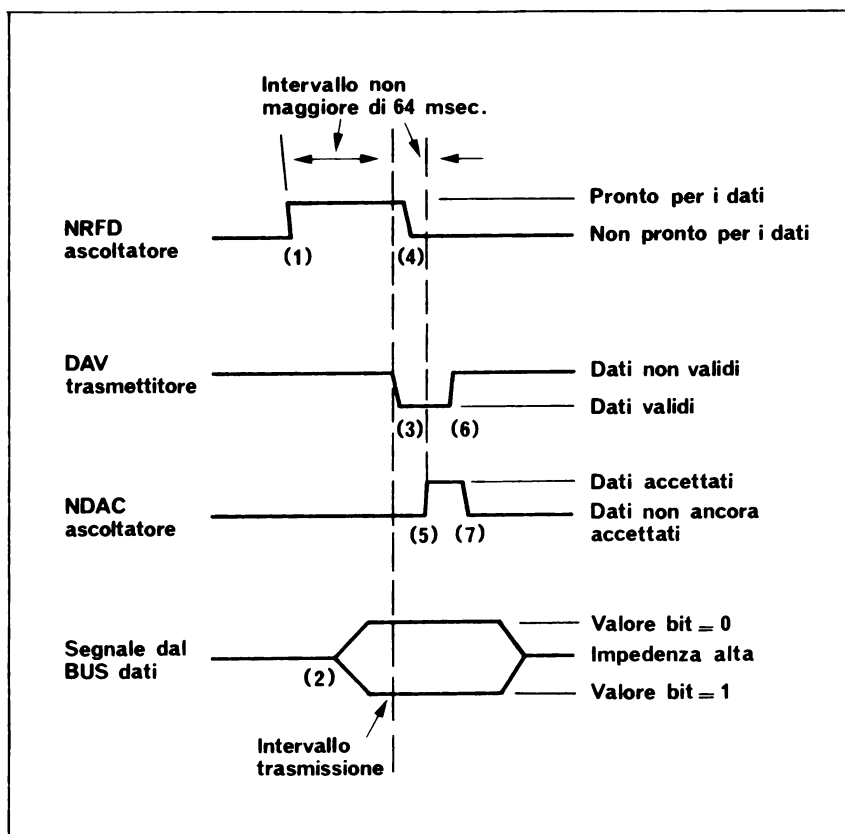 Intervallo non
maggiore di 64 msec.
Pronto per i dati
NRFD
ascoltatore
Non pronto per i dati
(1)
(4)
DAV
trasmettitore
Dati non validi
Dati validi
(3)
(6)
Dati accettati
NDAC
ascoltatore
Dati non ancora
accettati
(5)
(7)
Valore bit = 0
Segnale dal
BUS dati
Impedenza alta
(2)
Valore bit = 1
Intervallo
trasmissione